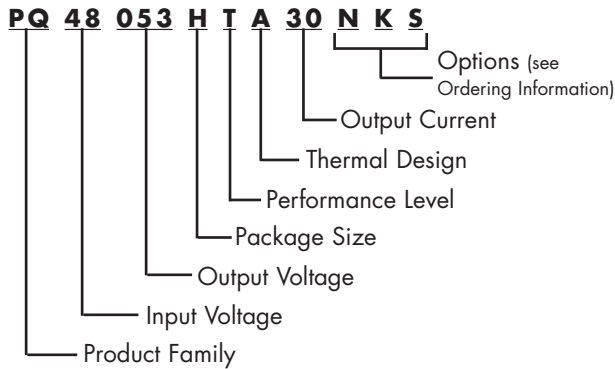 PQ 48 053 H T A 30 N K S
Options (see
Ordering Information)
Output Current
Thermal Design
Performance Level
Package Size
Output Voltage
Input Voltage
Product Family